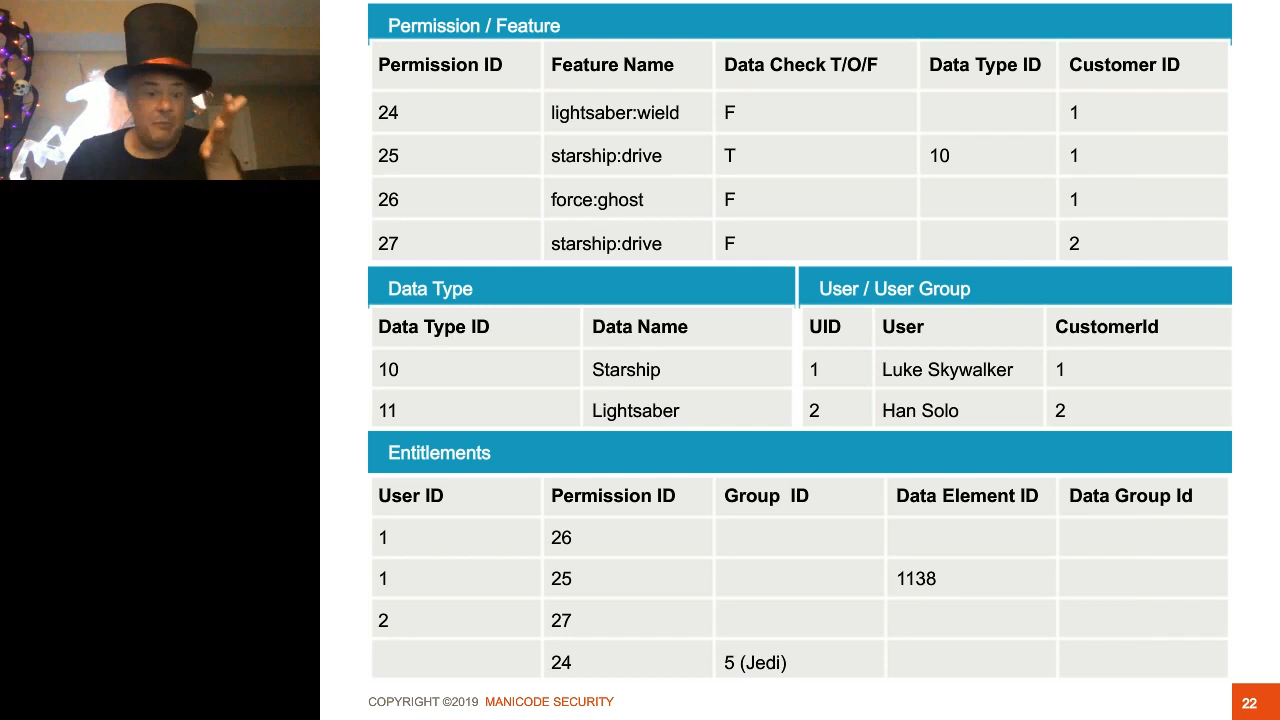 Permission / Feature
Permission ID Feature Name Data Check T/O/F Data Type ID Customer ID
24 lightsaber:wield F 1
25 starship:drive T 10 1
26 force:ghost F 1
27 starship:drive F 2
Data Type
Data Type ID Data Name
10 Starship
11 Lightsaber
User / User Group
UID User CustomerId
1 Luke Skywalker 1
2 Han Solo 2
Entitlements
User ID Permission ID Group ID Data Element ID Data Group Id
1 26
1 25 1138
2 27
24 5 (Jedi)
COPYRIGHT ©2019 MANICODE SECURITY
22